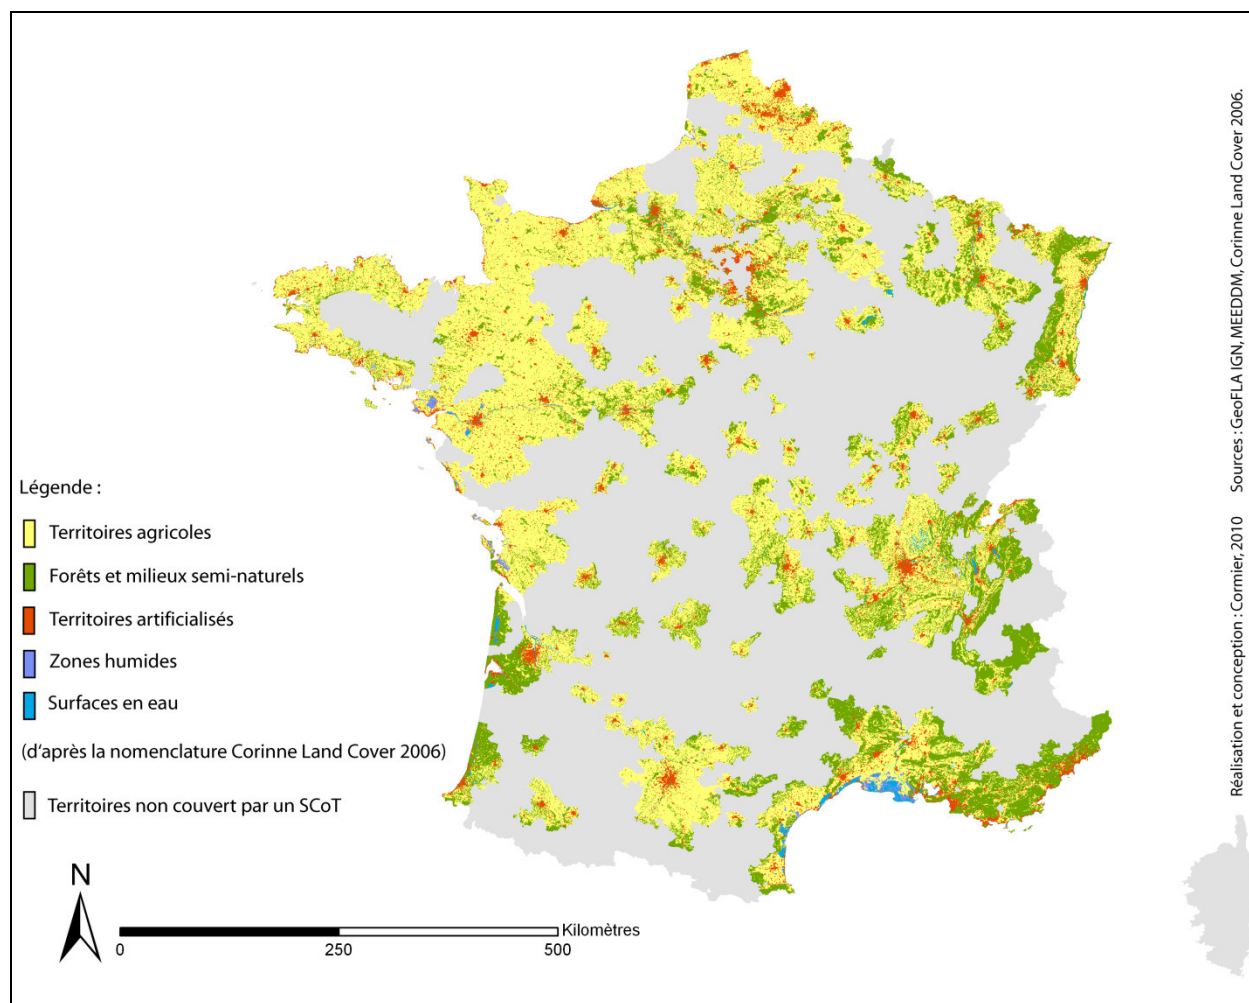 Légende :
Territoires agricoles
Forêts et milieux semi-naturels
Territoires artificialisés
Zones humides
Surfaces en eau
(d'après la nomenclature Corinne Land Cover 2006)
Territoires non couvert par un SCoT
N
Kilomètres
0 250 500
Réalisation et conception : Cormier, 2010 Sources : GeoFLA IGN, MEEDDM, Corinne Land Cover 2006.